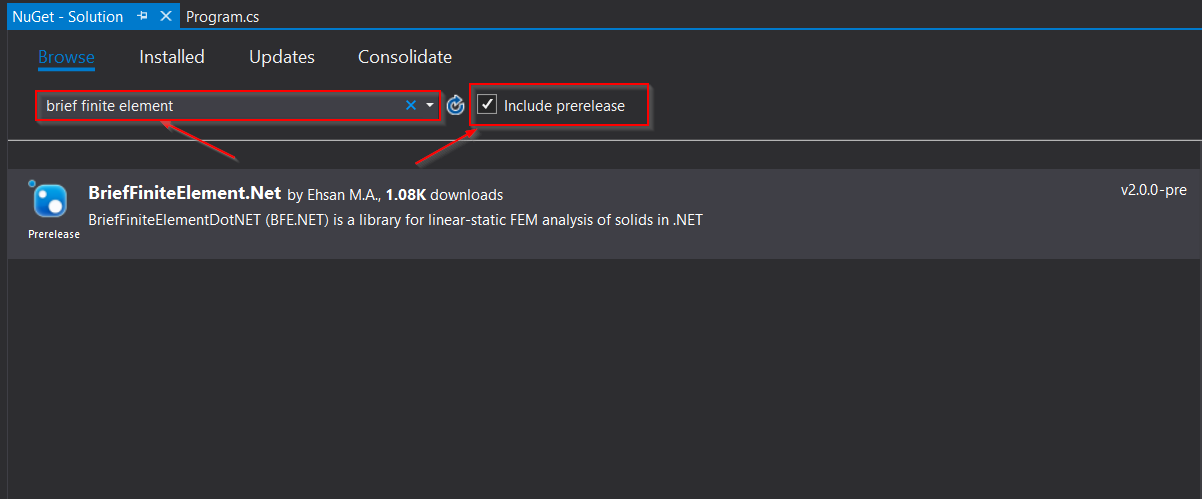 NuGet - Solution Program.cs
Browse Installed Updates Consolidate
brief finite element Include prerelease
BriefFiniteElement.Net by Ehsan M.A., 1.08K downloads v2.0.0-pre
BriefFiniteElementDotNET (BFE.NET) is a library for linear-static FEM analysis of solids in .NET
Prerelease